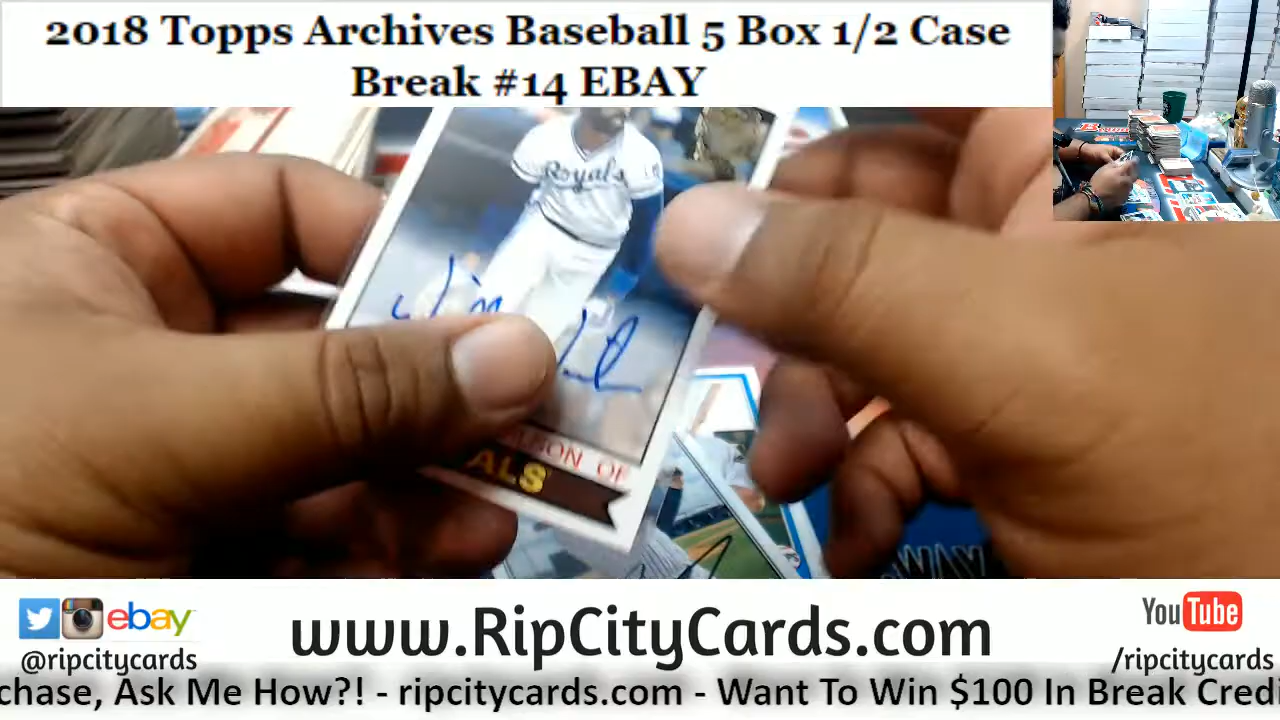 2018 Topps Archives Baseball 5 Box 1/2 Case
Break #14 EBAY
Royals
OF
ALS
ebay
@ripcitycards
www.RipCityCards.com
YouTube
/ripcitycards
chase, Ask Me How?! - ripcitycards.com - Want To Win $100 In Break Credi